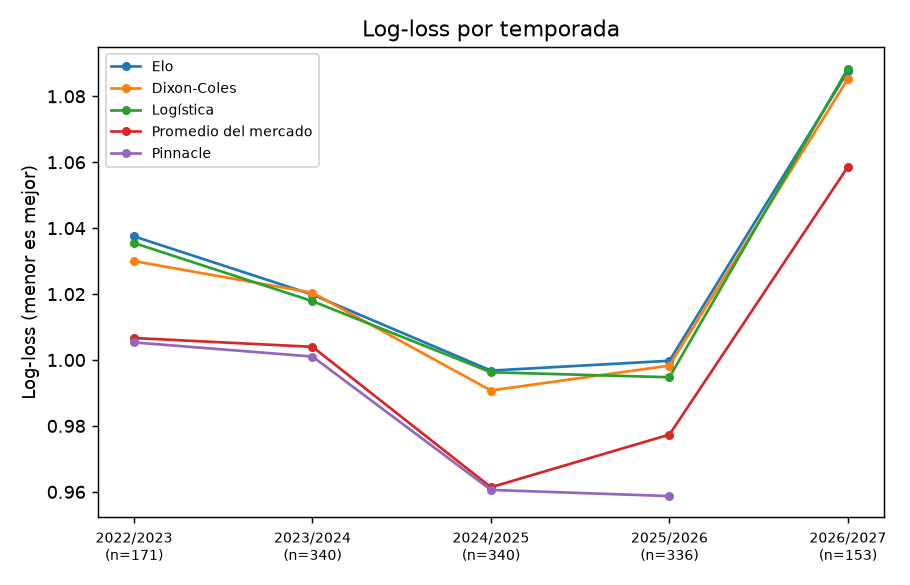 Log-loss por temporada
Elo
Dixon-Coles
Logística
Promedio del mercado
Pinnacle
Log-loss (menor es mejor)
1.08
1.06
1.04
1.02
1.00
0.98
0.96
2022/2023 2023/2024 2024/2025 2025/2026 2026/2027
(n=171) (n=340) (n=340) (n=336) (n=153)